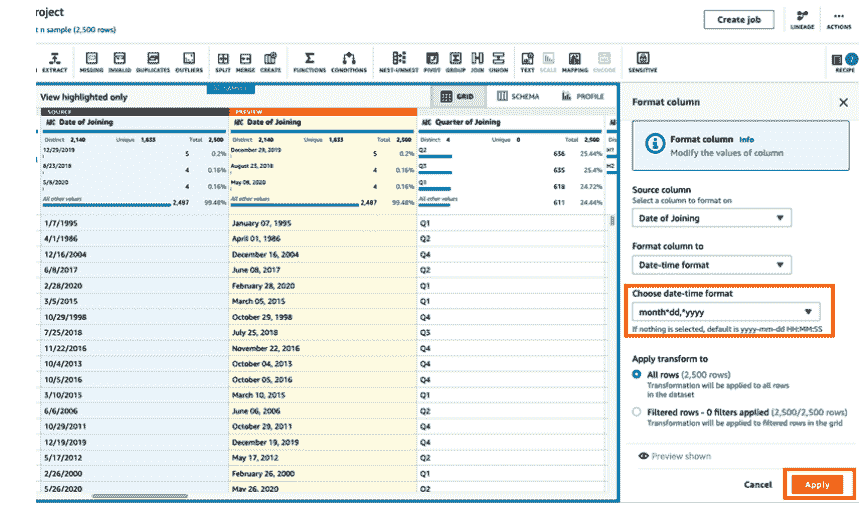 roject
t n sample (2,500 rows)
Create job
LINEAGE
ACTIONS
EXTRACT
MISSING
INVALID
DUPLICATES
OUTLIERS
SPLIT
MERGE
CREATE
FUNCTIONS
CONDITIONS
NEST-UNNEST
PIVOT
GROUP
JOIN
UNION
TEXT
SCALE
MAPPING
ENCODE
SENSITIVE
RECIPE
View highlighted only
GRID
SCHEMA
PROFILE
SOURCE
PREVIEW
ABC Date of Joining
ABC Date of Joining
ABC Quarter of Joining
Distinct 2,140 Unique 1,833 Total 2,500
Distinct 2,140 Unique 1,833 Total 2,500
Distinct 4 Unique 0 Total 2,500
12/29/2019 5 0.2%
December 29, 2019 5 0.2%
Q2 636 25.44%
8/23/2018 4 0.16%
August 23, 2018 4 0.16%
Q3 635 25.4%
5/8/2020 4 0.16%
May 08, 2020 4 0.16%
618 24.72%
All other values 2,487 99.48%
All other values 2,487 99.48%
All other values 611 24.44%
1/7/1995 January 07, 1995 Q1
4/1/1986 April 01, 1986 Q2
12/16/2004 December 16, 2004 Q4
6/8/2017 June 08, 2017 Q2
2/28/2020 February 28, 2020 Q1
3/5/2015 March 05, 2015 Q1
10/29/1998 October 29, 1998 Q4
7/25/2018 July 25, 2018 Q3
11/22/2016 November 22, 2016 Q4
10/4/2013 October 04, 2013 Q4
10/5/2016 October 05, 2016 Q4
3/10/2015 March 10, 2015 Q1
6/6/2006 June 06, 2006 Q2
10/29/2011 October 29, 2011 Q4
12/19/2019 December 19, 2019 Q4
5/17/2012 May 17, 2012 Q2
2/26/2000 February 26, 2000 Q1
5/26/2020 May 26, 2020 Q2
Format column
Format column Info
Modify the values of column
Source column
Select a column to format on
Date of Joining
Format column to
Date-time format
Choose date-time format
month*dd,*yyyy
If nothing is selected, default is yyyy-mm-dd HH:MM:SS
Apply transform to
All rows (2,500 rows)
Transformation will be applied to all rows
in the dataset
Filtered rows - 0 filters applied (2,500/2,500 rows)
Transformation will be applied to filtered rows in the grid
Preview shown
Cancel
Apply